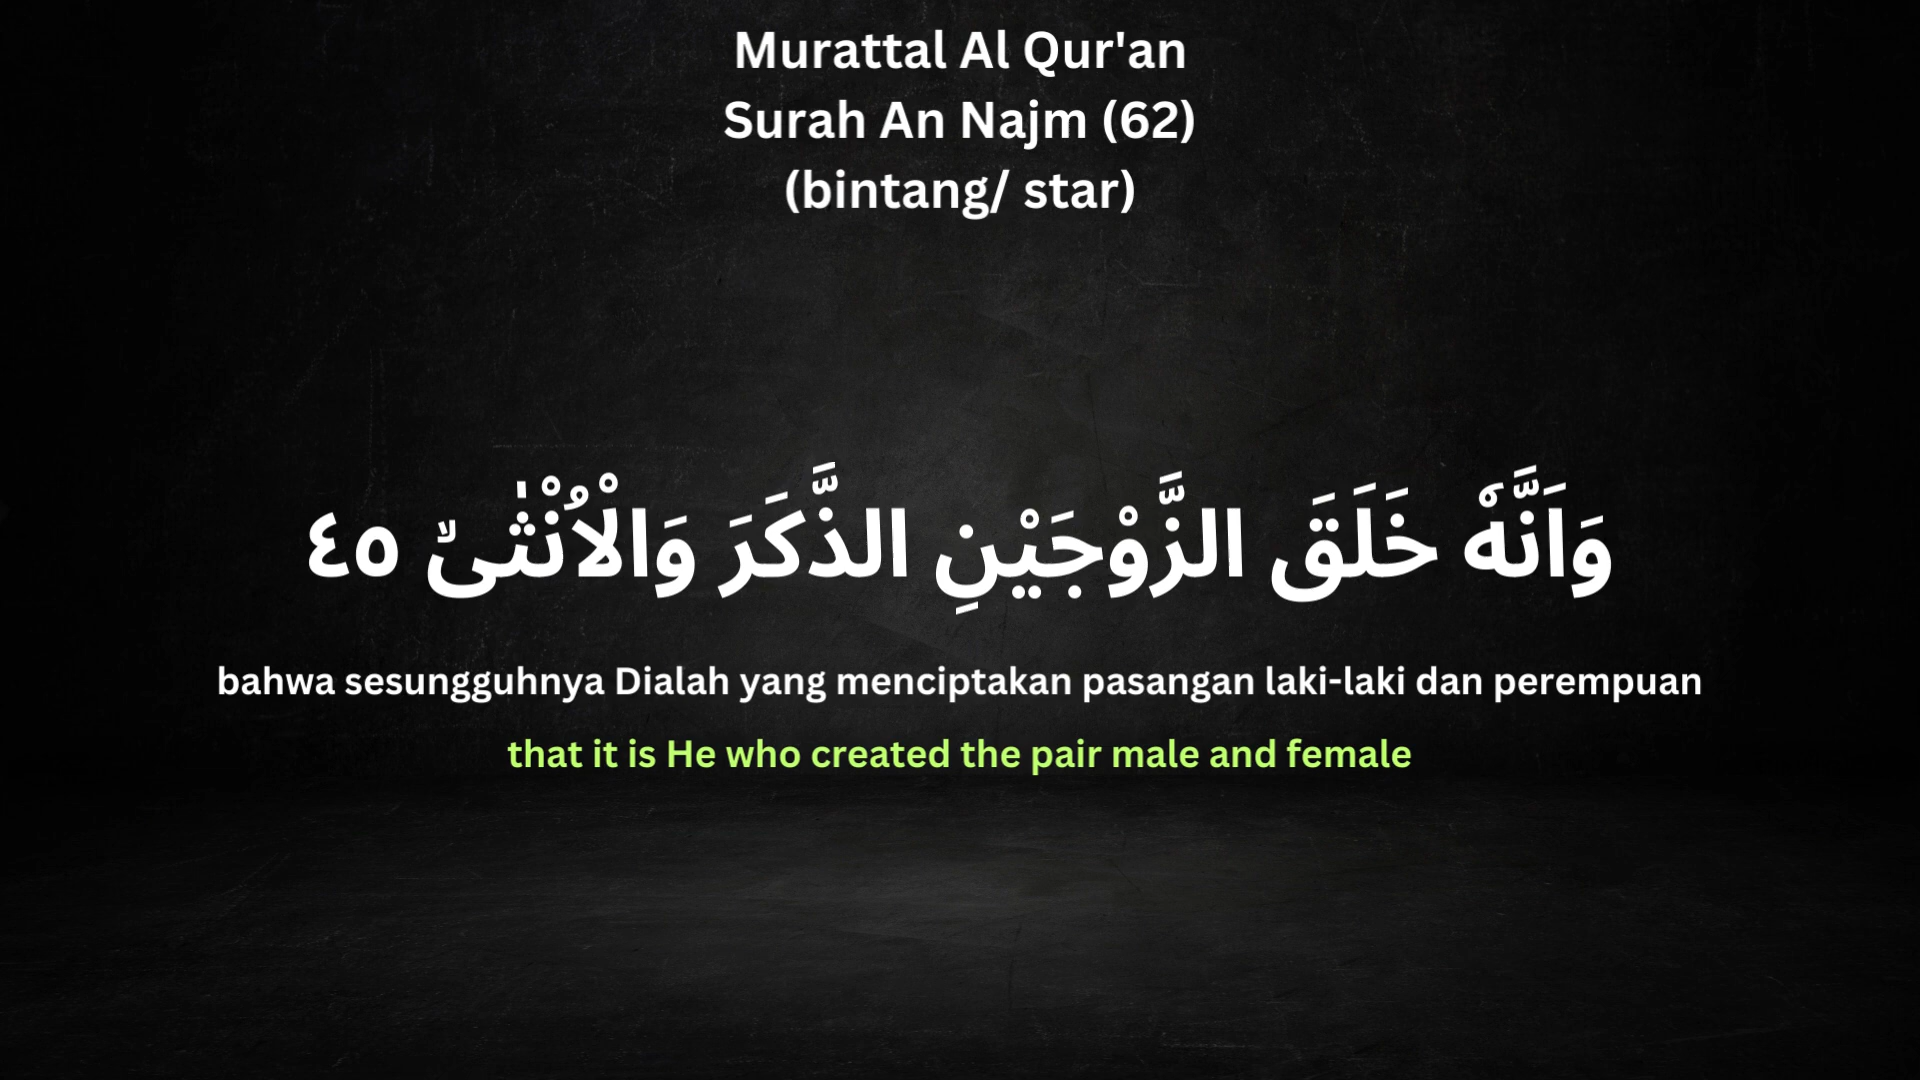 Murattal Al Qur'an
Surah An Najm (62)
(bintang/ star)
وَاَنَّهٗ خَلَقَ الزَّوْجَيْنِ الذَّكَرَ وَالْاُنْثٰىۙ ٤٥
bahwa sesungguhnya Dialah yang menciptakan pasangan laki-laki dan perempuan
that it is He who created the pair male and female